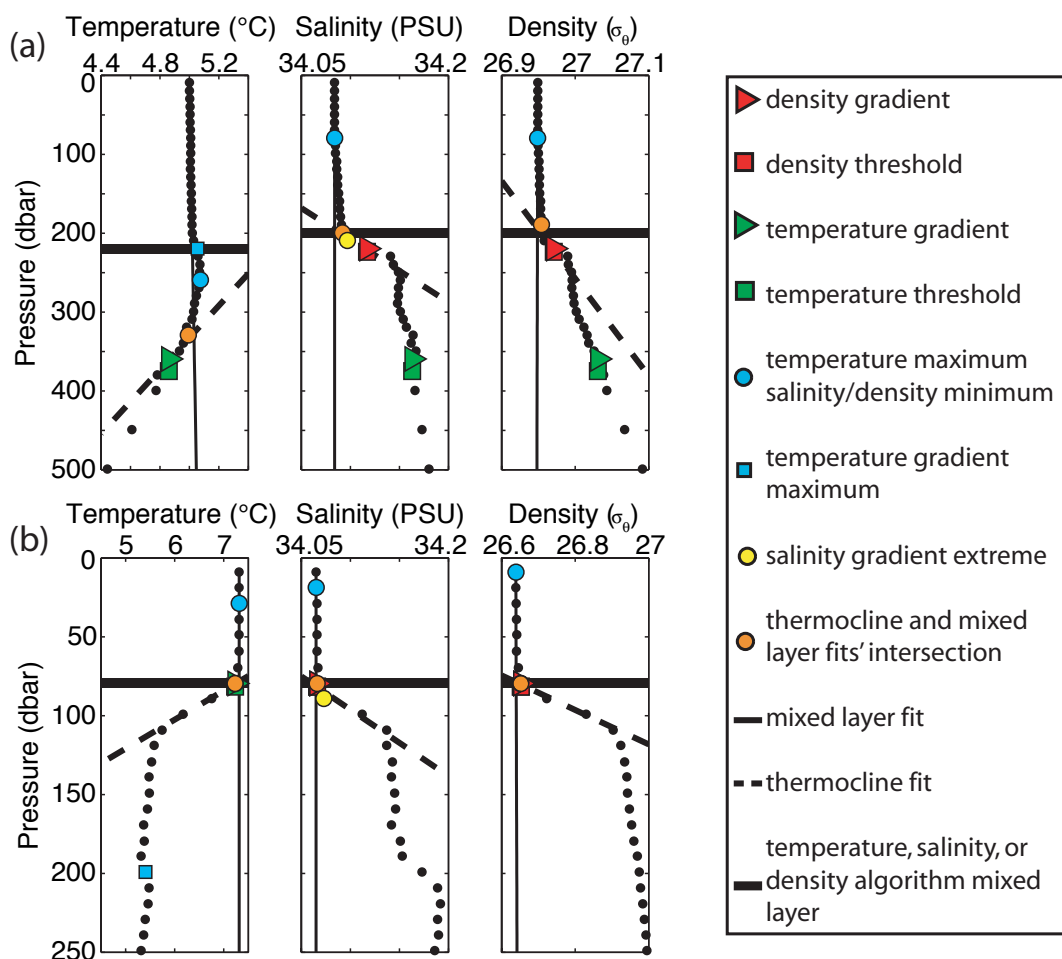 (a)
Temperature (°C)
Salinity (PSU)
Density (σθ)
4.4 4.8 5.2
34.05 34.2
26.9 27 27.1
0
100
200
300
400
500
Pressure (dbar)
(b)
Temperature (°C)
Salinity (PSU)
Density (σθ)
5 6 7
34.05 34.2
26.6 26.8 27
0
50
100
150
200
250
Pressure (dbar)
density gradient
density threshold
temperature gradient
temperature threshold
temperature maximum
salinity/density minimum
temperature gradient
maximum
salinity gradient extreme
thermocline and mixed
layer fits' intersection
mixed layer fit
thermocline fit
temperature, salinity, or
density algorithm mixed
layer